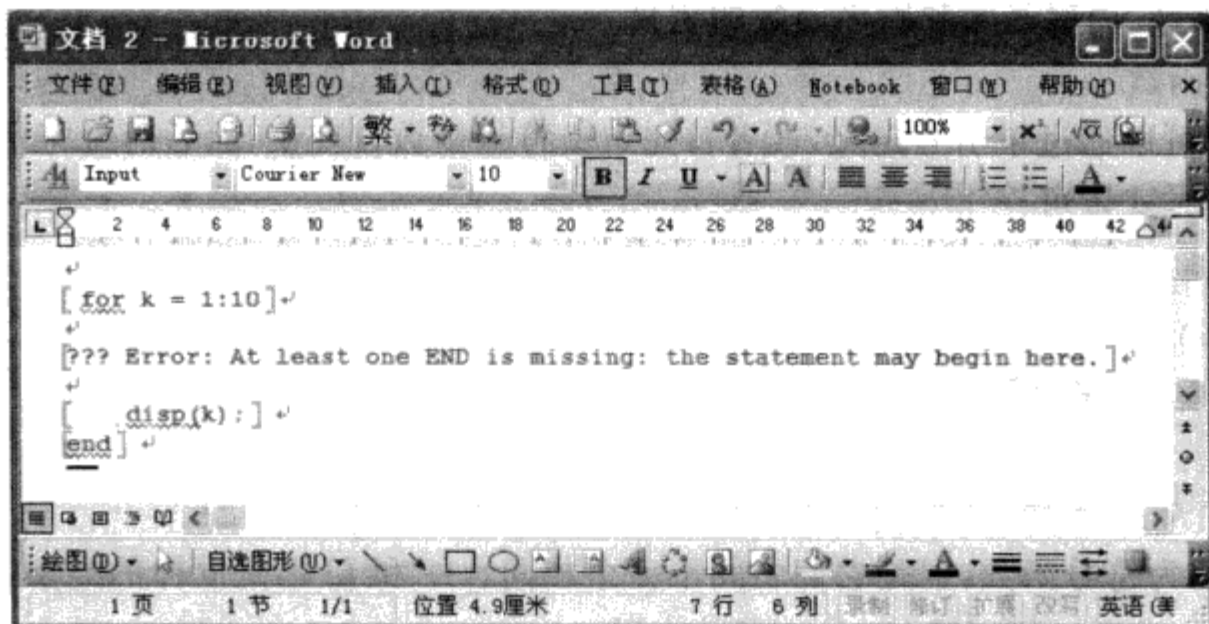 文档 2 - Microsoft Word
文件(F) 编辑(E) 视图(V) 插入(I) 格式(O) 工具(T) 表格(A) Notebook 窗口(W) 帮助(H) ×
繁 100% x² √α
Input Courier New 10 B I U A A A
L 2 4 6 8 10 12 14 16 18 20 22 24 26 28 30 32 34 36 38 40 42 44
[ for k = 1:10]
[??? Error: At least one END is missing: the statement may begin here.]
[ disp(k);]
[end]
绘图(D) 自选图形(U) A
1 页 1 节 1/1 位置 4.9厘米 7 行 6 列 录制 修订 扩展 改写 英语(美